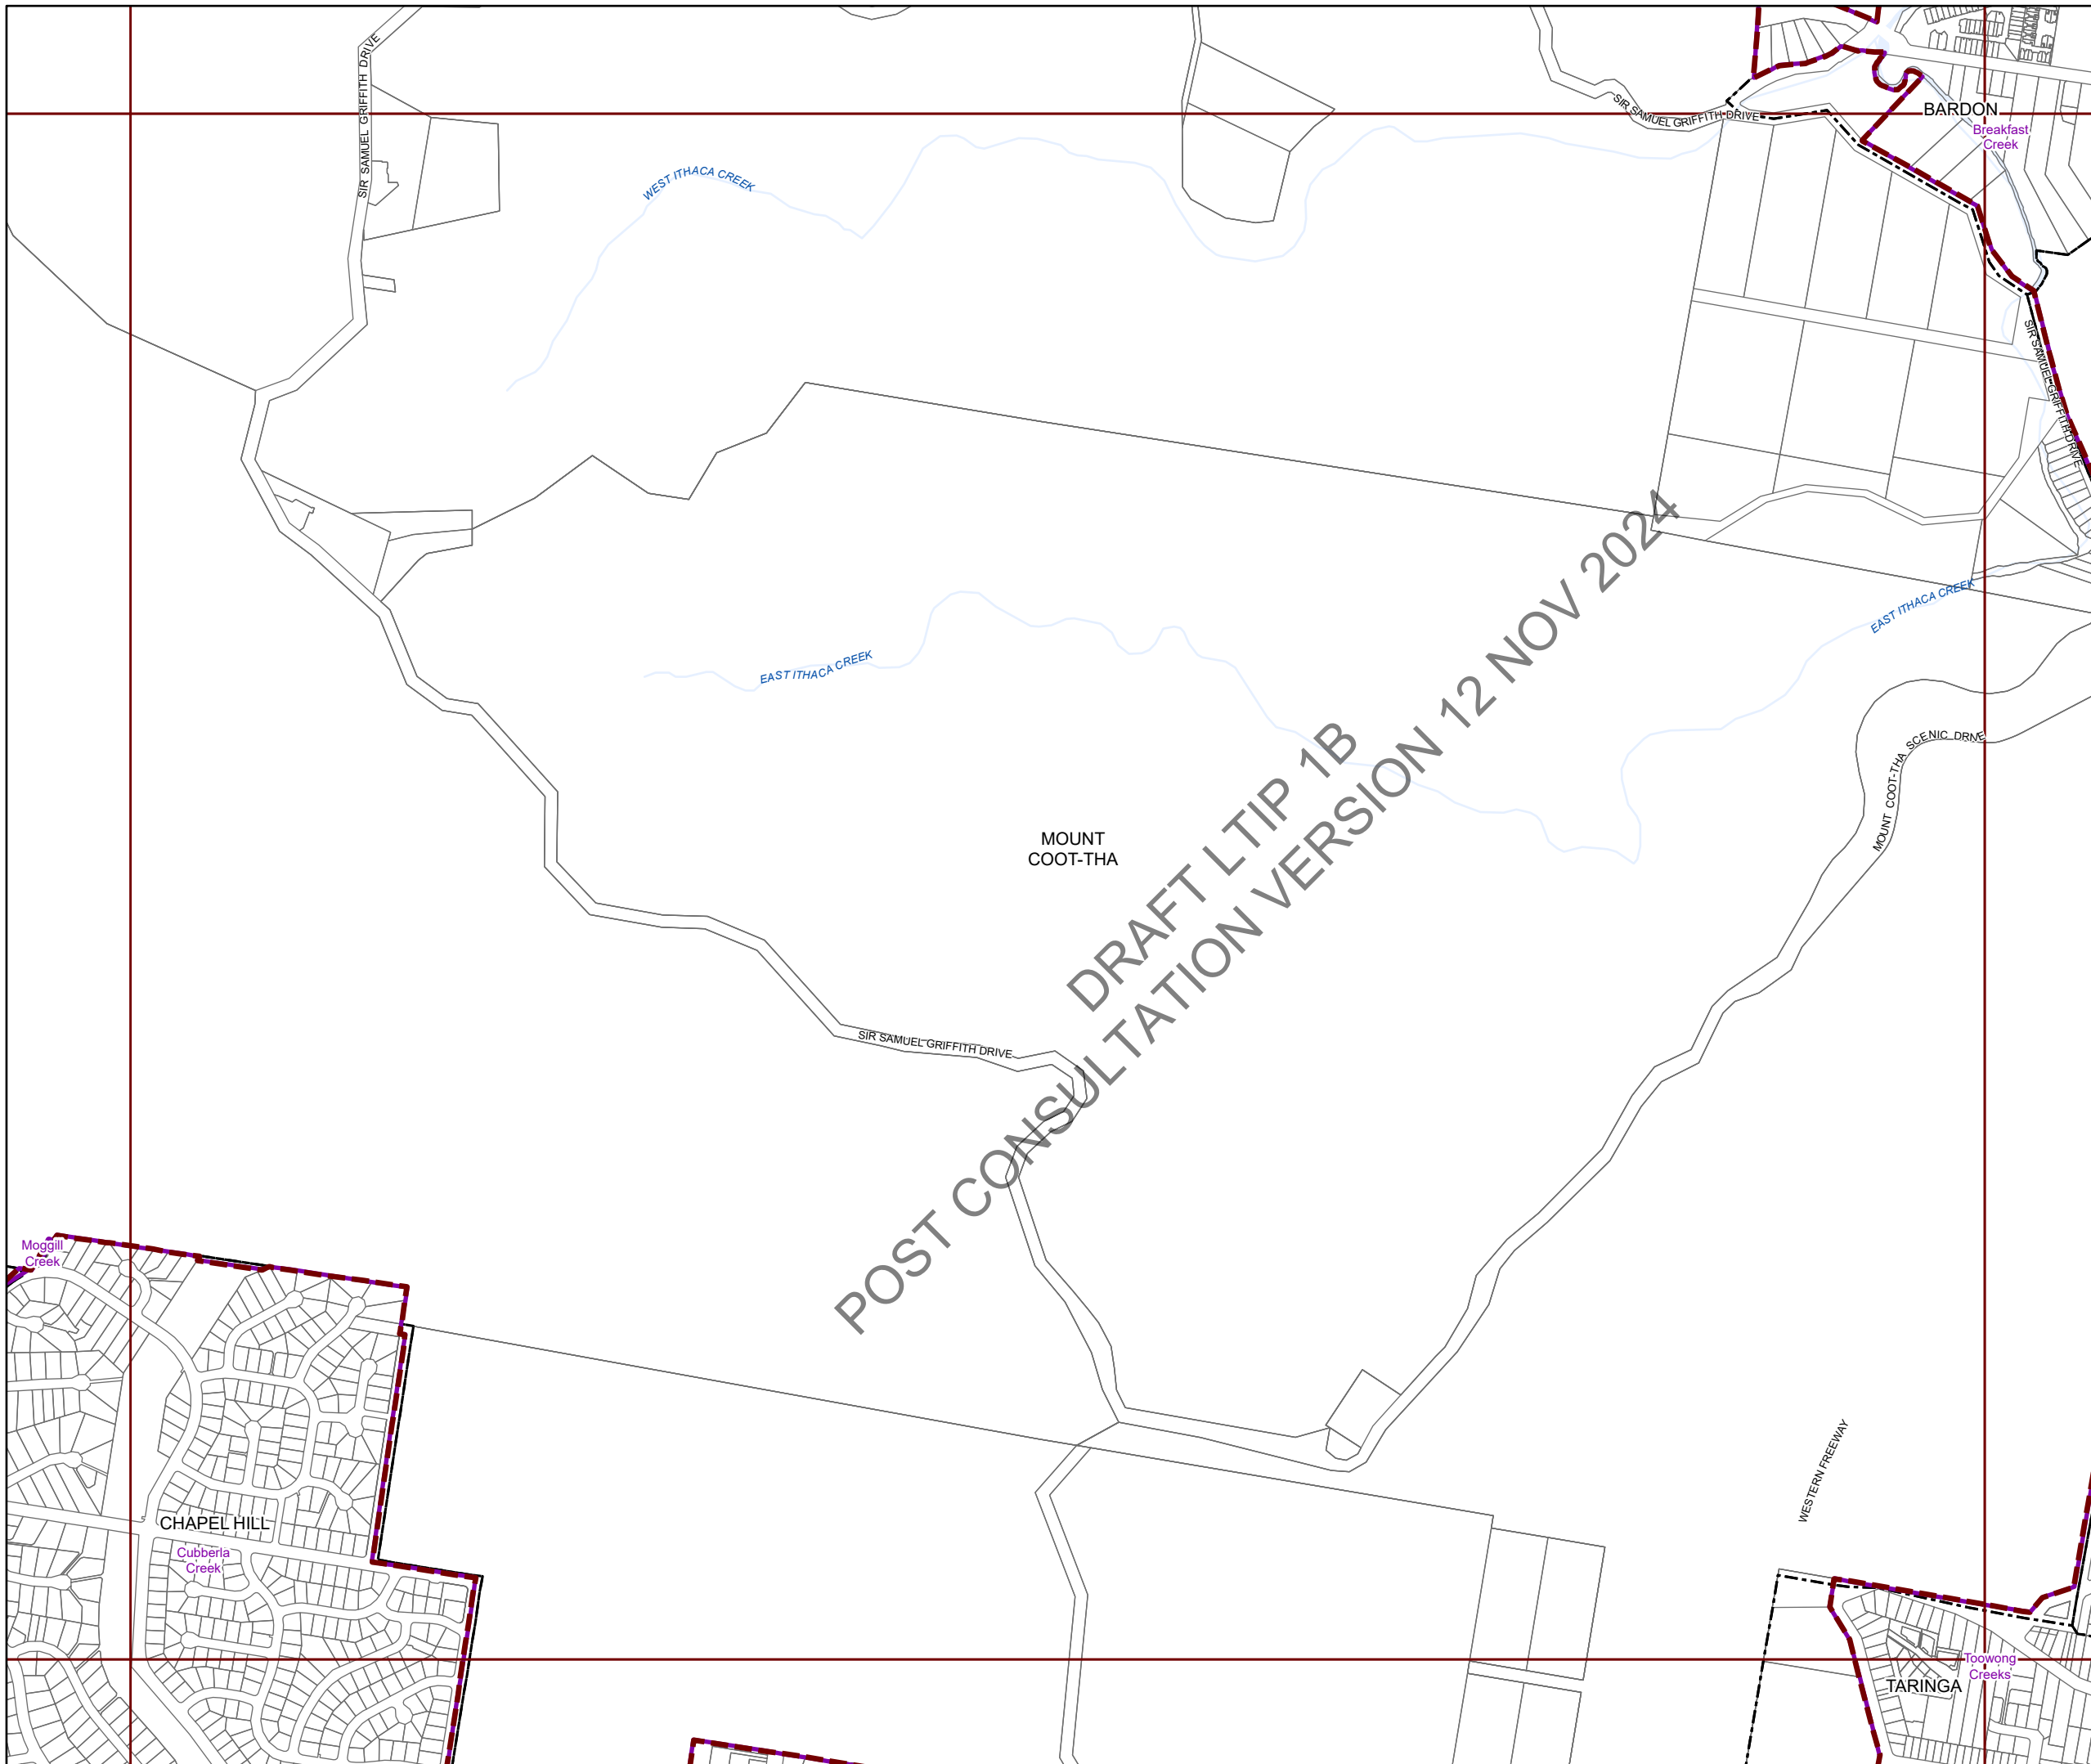 SIR SAMUEL GRIFFITH DRIVE
SIR SAMUEL GRIFFITH DRIVE
BARDON
Breakfast
Creek
WEST ITHACA CREEK
SIR SAMUEL GRIFFITH DRIVE
EAST ITHACA CREEK
EAST ITHACA CREEK
MOUNT COOT-THA SCENIC DRIVE
MOUNT
COOT-THA
DRAFT LTIP 1B
POST CONSULTATION VERSION 12 NOV 2024
SIR SAMUEL GRIFFITH DRIVE
Moggill
Creek
WESTERN FREEWAY
CHAPEL HILL
Cubberla
Creek
Toowong
Creeks
TARINGA